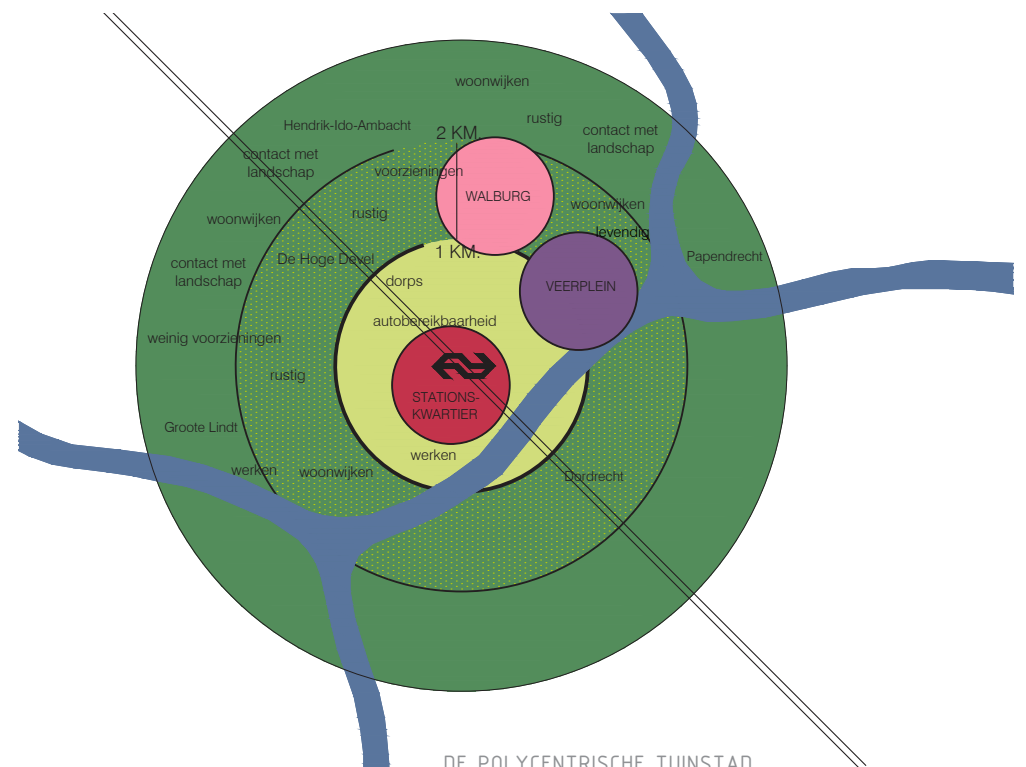 woonwijken
rustig
Hendrik-Ido-Ambacht
2 KM.
contact met
landschap
contact met
landschap
voorzieningen
WALBURG
woonwijken
rustig
woonwijken
levendig
De Hoge Devel
1 KM.
Papendrecht
contact met
landschap
dorps
VEERPLEIN
autobereikbaarheid
weinig voorzieningen
rustig
STATIONS-
KWARTIER
Groote Lindt
werken
werken
woonwijken
Dordrecht
DE POLYCENTRISCHE TUINSTAD